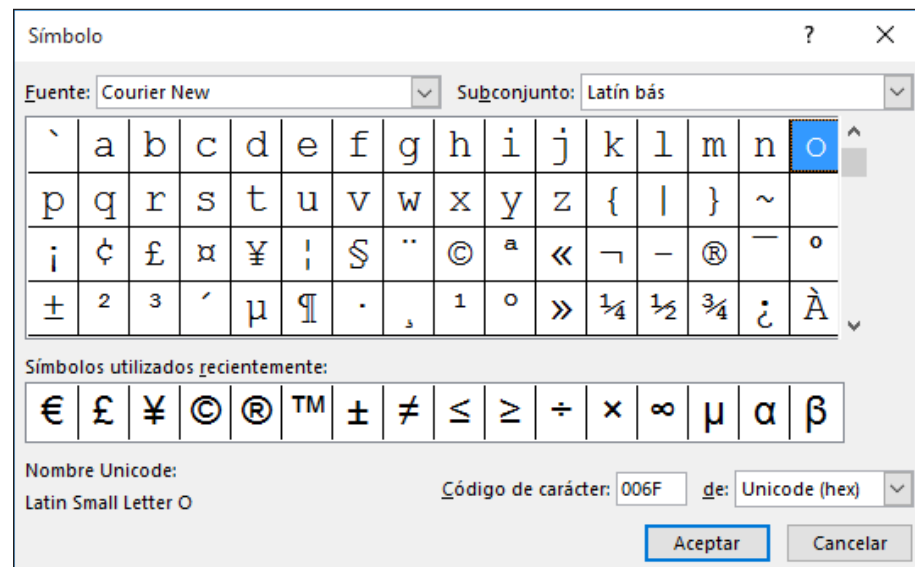 Símbolo ? ×
Fuente: Courier New Subconjunto: Latín bás
` a b c d e f g h i j k l m n o
p q r s t u v w x y z { | } ~
¡ ¢ £ ¤ ¥ ¦ § ¨ © ª « ¬ – ® ¯ °
± ² ³ ´ µ ¶ · ¸ ¹ º » ¼ ½ ¾ ¿ À
Símbolos utilizados recientemente:
€ £ ¥ © ® ™ ± ≠ ≤ ≥ ÷ × ∞ µ α β
Nombre Unicode:
Latin Small Letter O
Código de carácter: 006F de: Unicode (hex)
Aceptar Cancelar